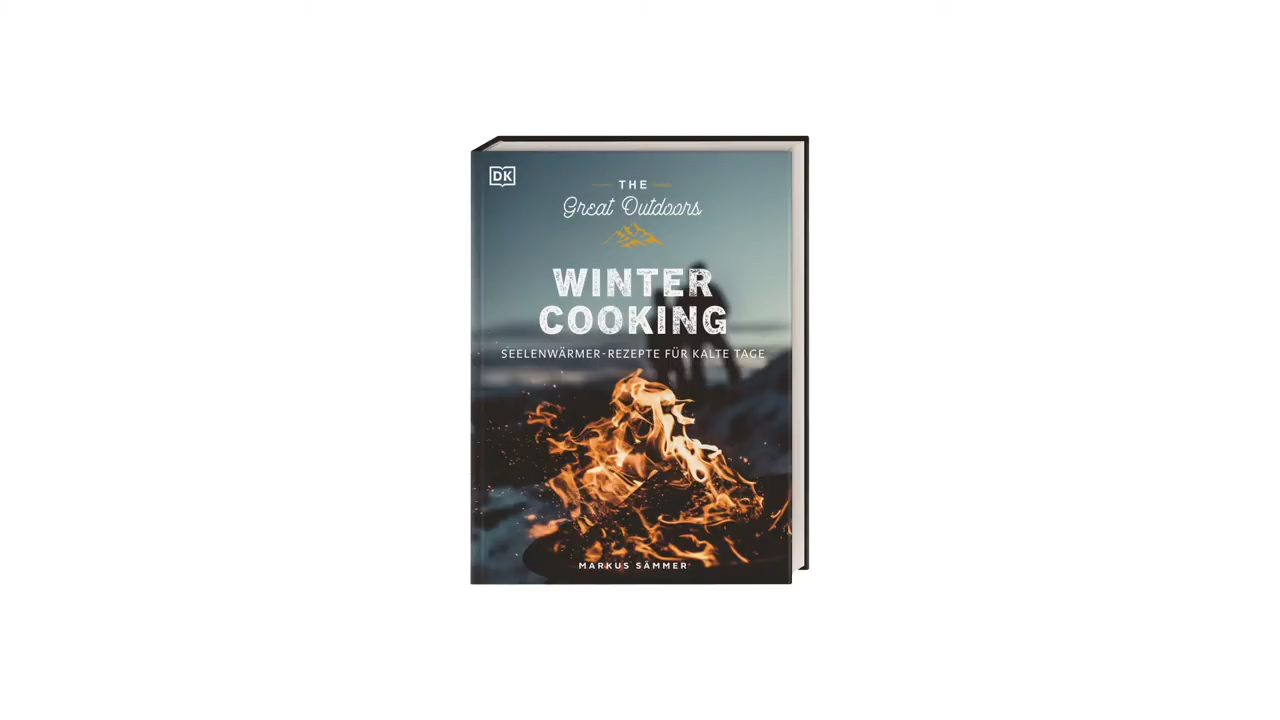 DK
THE
Great Outdoors
WINTER
COOKING
SEELENWÄRMER-REZEPTE FÜR KALTE TAGE
MARKUS SÄMMER